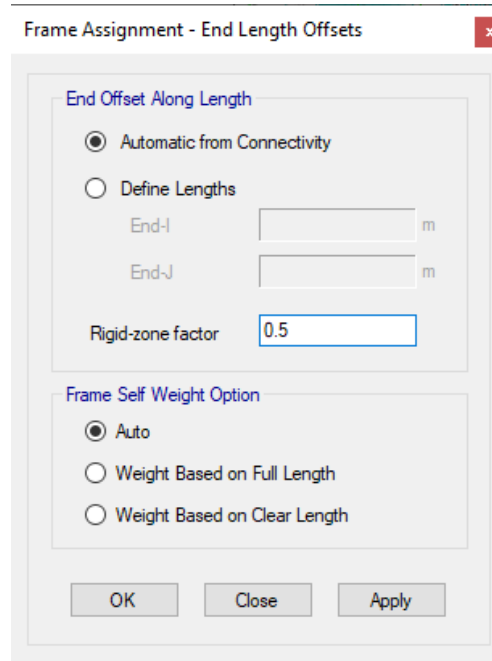 Frame Assignment - End Length Offsets
x
End Offset Along Length
Automatic from Connectivity
Define Lengths
End-I m
End-J m
Rigid-zone factor 0.5
Frame Self Weight Option
Auto
Weight Based on Full Length
Weight Based on Clear Length
OK Close Apply